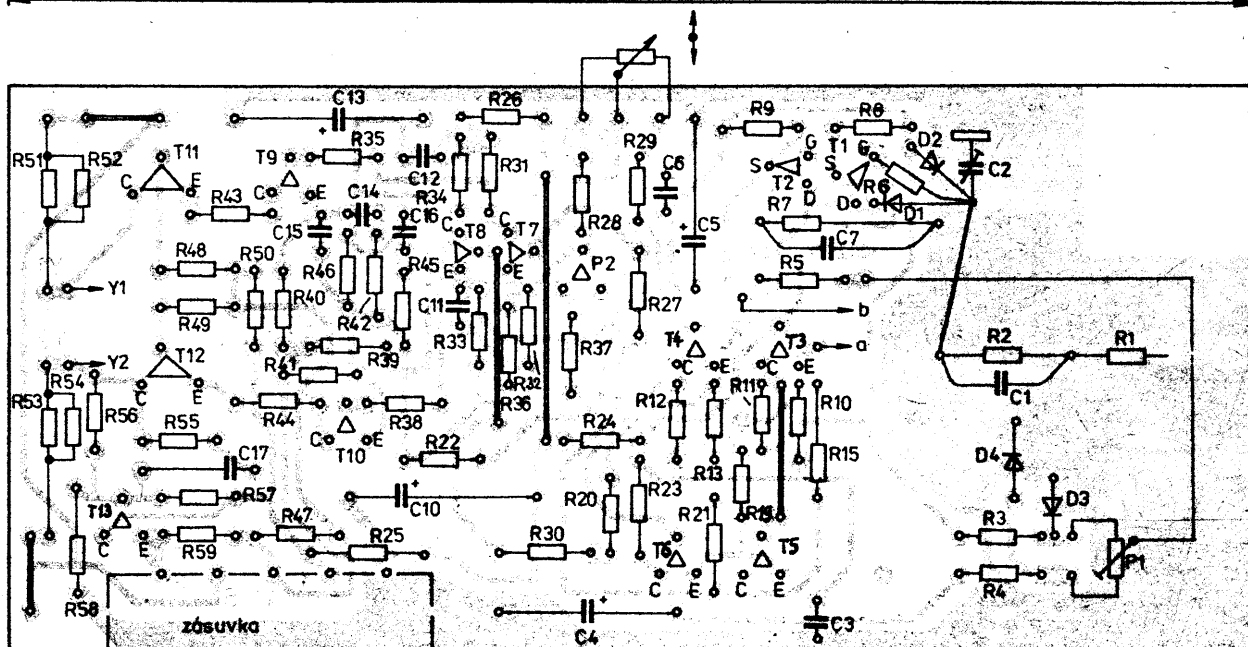 C13
R26
R9
R8
R51
R52
T11
T9
R35
C12
R34
R31
R29
C6
G
S
T2
D
T1
G
S
D
R6
D2
D1
C2
C
E
R43
C
E
C14
C15
C16
R28
C5
R7
C7
R48
R50
R46
R40
R42
R45
C
T8
E
C
T7
E
P2
C11
R27
R5
Y1
R49
b
a
Y2
T12
R41
R39
R33
R32
R36
R37
T4
T3
C
E
C
E
R2
R1
C1
R54
R53
R56
C
E
R44
R38
R12
R11
R10
R55
C
E
T10
R22
R24
R13
R15
D4
C17
R57
C10
R20
R23
R21
D3
T13
C
E
R59
R47
R25
R30
T6
C
E
T5
C
E
R3
R4
P1
R58
zásuvka
C4
C3